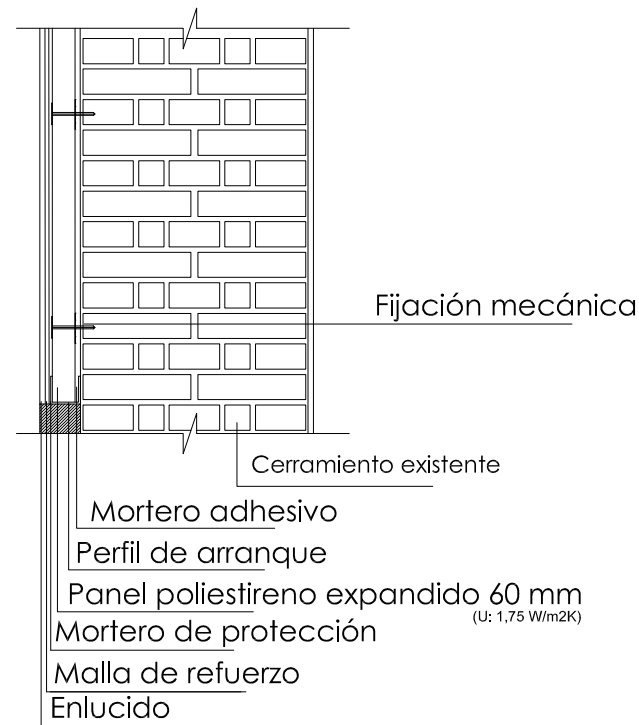 Fijación mecánica
Cerramiento existente
Mortero adhesivo
Perfil de arranque
Panel poliestireno expandido 60 mm
(U: 1,75 W/m2K)
Mortero de protección
Malla de refuerzo
Enlucido